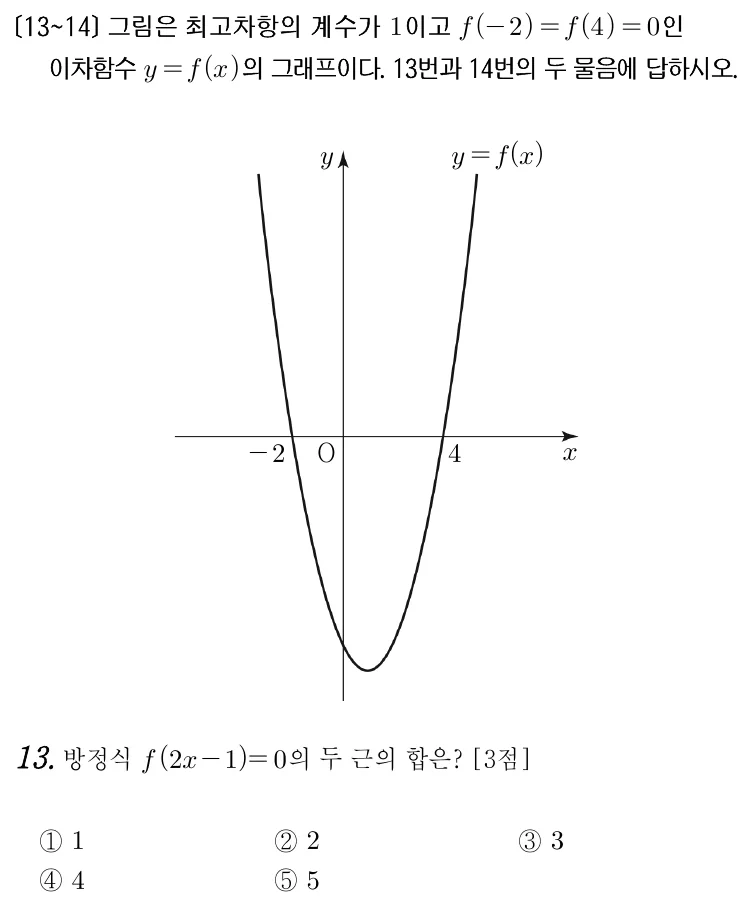 [13~14] 그림은 최고차항의 계수가 1이고 f(-2)=f(4)=0인
이차함수 y=f(x)의 그래프이다. 13번과 14번의 두 물음에 답하시오.
y
y=f(x)
-2
O
4
x
13. 방정식 f(2x-1)=0의 두 근의 합은? [3점]
① 1
② 2
③ 3
④ 4
⑤ 5